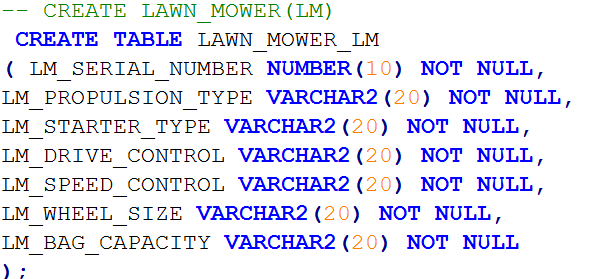 -- CREATE LAWN_MOWER(LM)
CREATE TABLE LAWN_MOWER_LM
( LM_SERIAL_NUMBER NUMBER(10) NOT NULL,
LM_PROPULSION_TYPE VARCHAR2(20) NOT NULL,
LM_STARTER_TYPE VARCHAR2(20) NOT NULL,
LM_DRIVE_CONTROL VARCHAR2(20) NOT NULL,
LM_SPEED_CONTROL VARCHAR2(20) NOT NULL,
LM_WHEEL_SIZE VARCHAR2(20) NOT NULL,
LM_BAG_CAPACITY VARCHAR2(20) NOT NULL
);